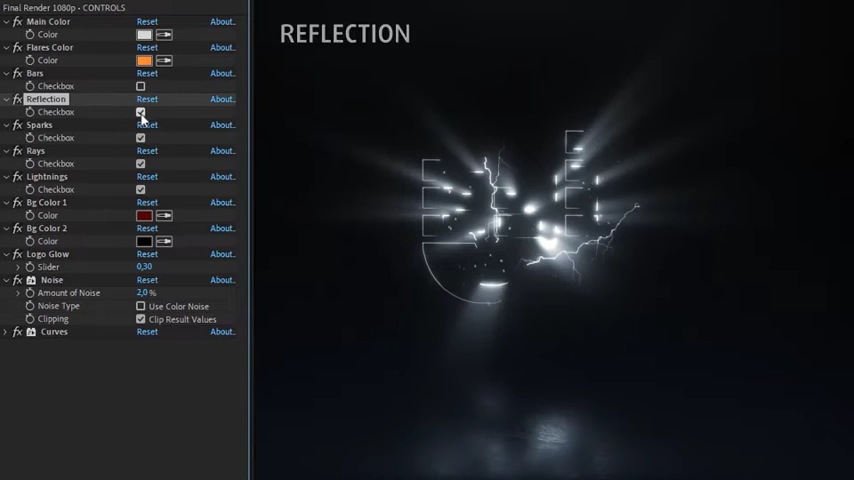 Final Render 1080p • CONTROLS
fx Main Color Reset About..
Color
fx Flares Color Reset About..
Color
fx Bars Reset About..
Checkbox
fx Reflection Reset About..
Checkbox
fx Sparks Reset About..
Checkbox
fx Rays Reset About..
Checkbox
fx Lightnings Reset About..
Checkbox
fx Bg Color 1 Reset About..
Color
fx Bg Color 2 Reset About..
Color
fx Logo Glow Reset About..
Slider 0,30
fx Noise Reset About..
Amount of Noise 2,0 %
Noise Type Use Color Noise
Clipping Clip Result Values
fx Curves Reset About..
REFLECTION